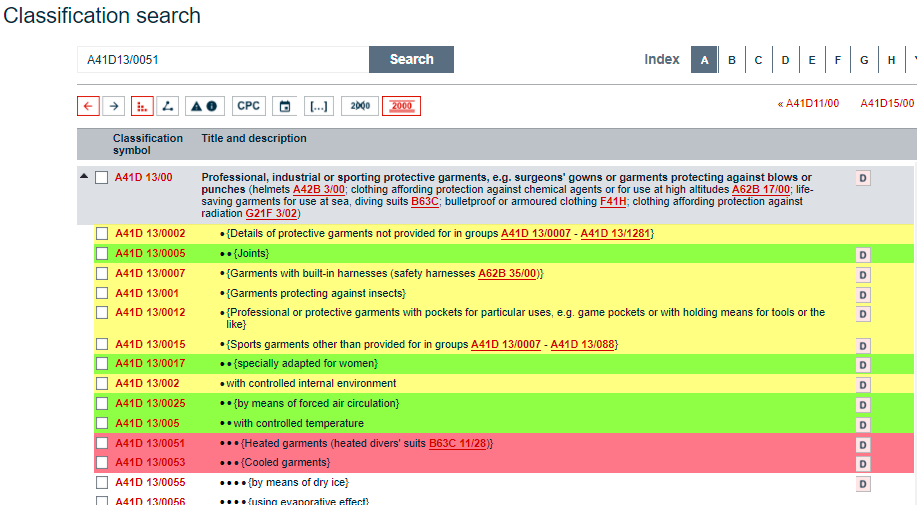 Classification search
A41D13/0051 Search Index A B C D E F G H
CPC [...] 2000 2000 « A41D11/00 A41D15/00
Classification symbol Title and description
A41D 13/00 Professional, industrial or sporting protective garments, e.g. surgeons' gowns or garments protecting against blows or D
punches (helmets A42B 3/00; clothing affording protection against chemical agents or for use at high altitudes A62B 17/00; life-
saving garments for use at sea, diving suits B63C; bulletproof or armoured clothing F41H; clothing affording protection against
radiation G21F 3/02)
A41D 13/0002 •{Details of protective garments not provided for in groups A41D 13/0007 - A41D 13/1281}
A41D 13/0005 ••{Joints} D
A41D 13/0007 •{Garments with built-in harnesses (safety harnesses A62B 35/00)} D
A41D 13/001 •{Garments protecting against insects} D
A41D 13/0012 •{Professional or protective garments with pockets for particular uses, e.g. game pockets or with holding means for tools or the D
like}
A41D 13/0015 •{Sports garments other than provided for in groups A41D 13/0007 - A41D 13/088} D
A41D 13/0017 ••{specially adapted for women} D
A41D 13/002 •with controlled internal environment D
A41D 13/0025 ••{by means of forced air circulation} D
A41D 13/005 ••with controlled temperature D
A41D 13/0051 •••{Heated garments (heated divers' suits B63C 11/28)} D
A41D 13/0053 •••{Cooled garments} D
A41D 13/0055 ••••{by means of dry ice} D
A41D 13/0056 ••••{using evaporative effect}